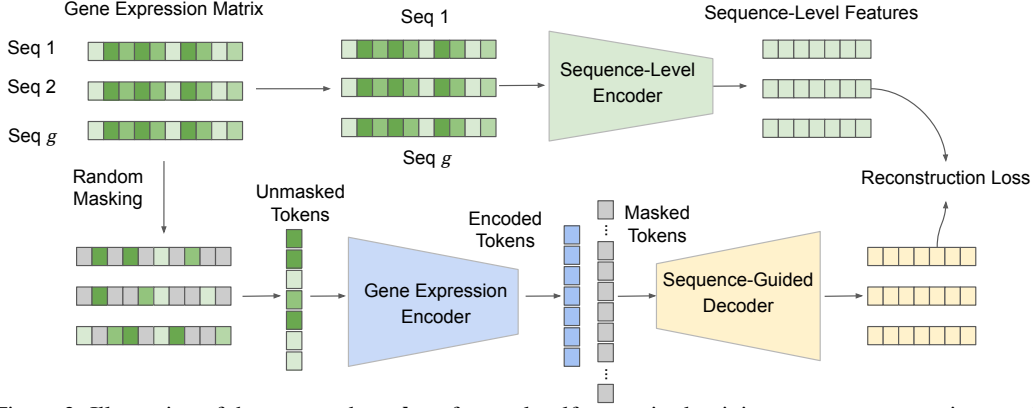 Gene Expression Matrix
Seq 1
Sequence-Level Features
Seq 1
Seq 2
Seq g
Sequence-Level
Encoder
Seq g
Random
Masking
Reconstruction Loss
Unmasked
Tokens
Encoded
Tokens
Masked
Tokens
Gene Expression
Encoder
Sequence-Guided
Decoder